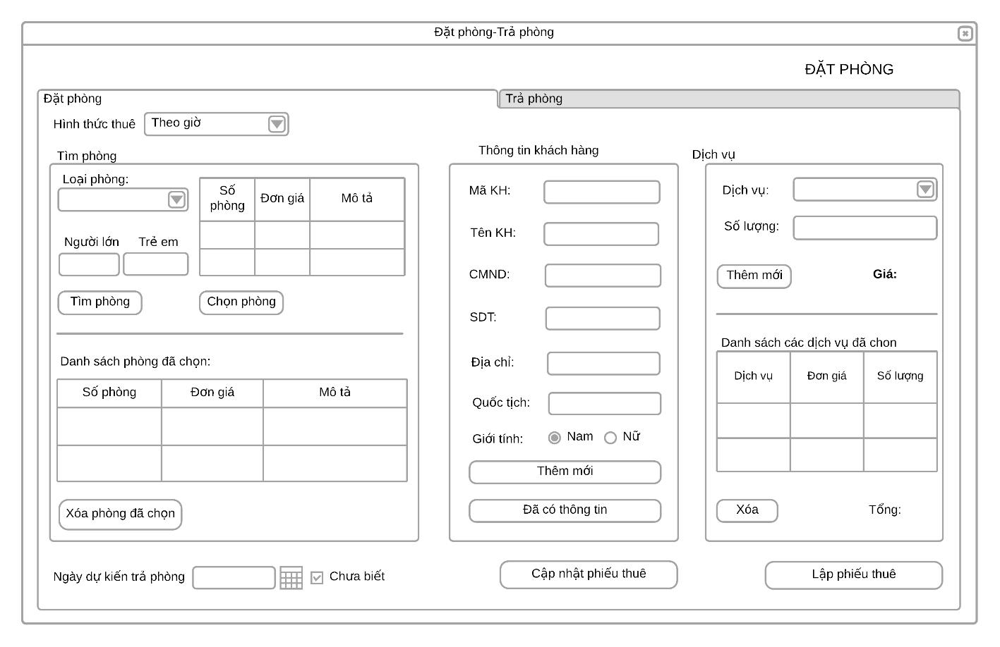 Đặt phòng-Trả phòng
ĐẶT PHÒNG
Đặt phòng
Trả phòng
Hình thức thuê
Theo giờ
Tìm phòng
Loại phòng:
Số
phòng
Đơn giá
Mô tả
Người lớn
Trẻ em
Tìm phòng
Chọn phòng
Danh sách phòng đã chọn:
Số phòng
Đơn giá
Mô tả
Xóa phòng đã chọn
Thông tin khách hàng
Mã KH:
Tên KH:
CMND:
SDT:
Địa chỉ:
Quốc tịch:
Giới tính:
Nam
Nữ
Thêm mới
Đã có thông tin
Dịch vụ
Dịch vụ:
Số lượng:
Thêm mới
Giá:
Danh sách các dịch vụ đã chon
Dịch vụ
Đơn giá
Số lượng
Xóa
Tổng:
Ngày dự kiến trả phòng
Chưa biết
Cập nhật phiếu thuê
Lập phiếu thuê